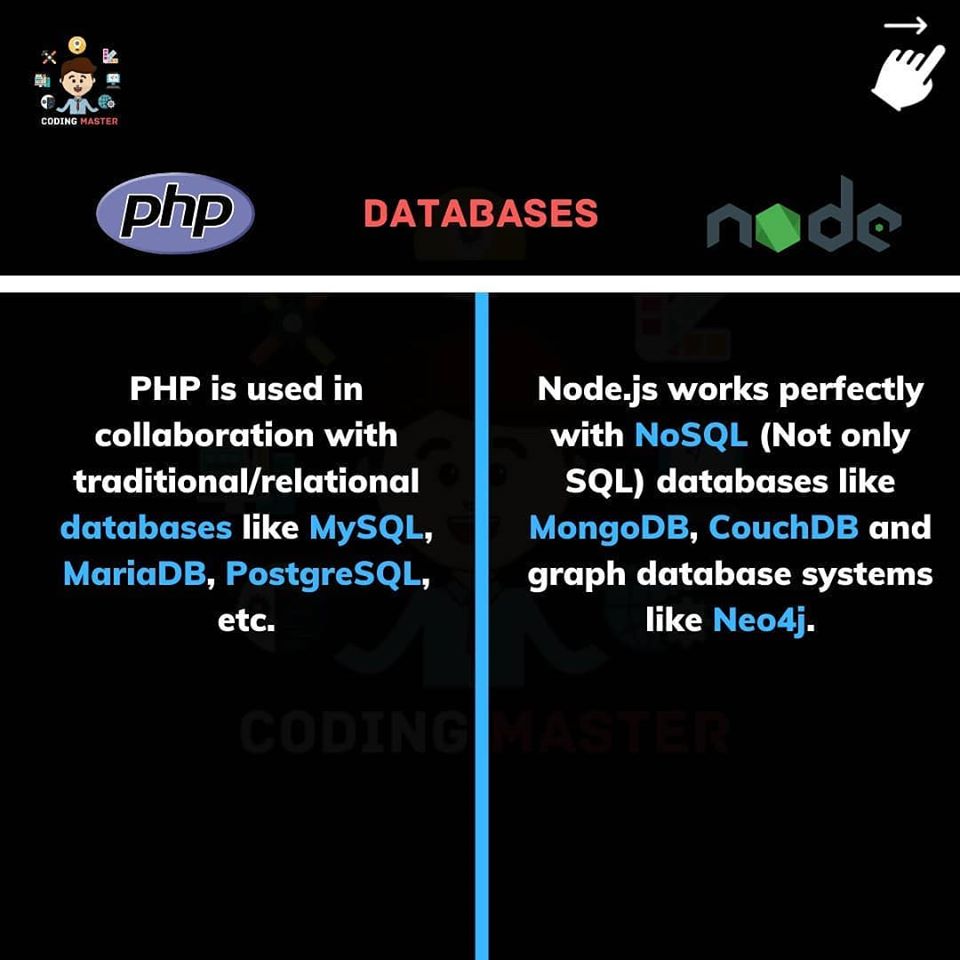 CODING MASTER
php
DATABASES
node
PHP is used in
collaboration with
traditional/relational
databases like MySQL,
MariaDB, PostgreSQL,
etc.
Node.js works perfectly
with NoSQL (Not only
SQL) databases like
MongoDB, CouchDB and
graph database systems
like Neo4j.
CODING MASTER